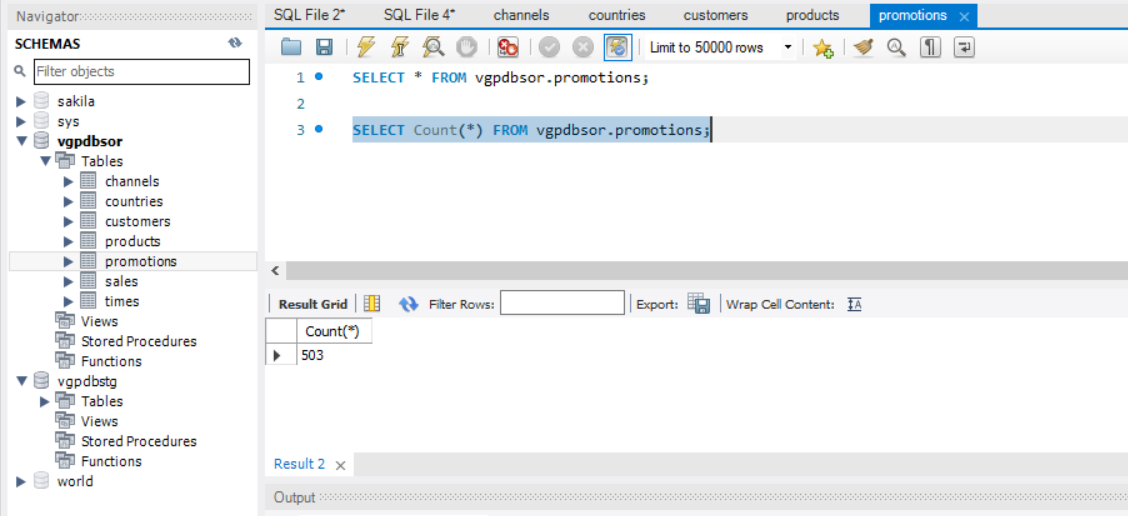 Navigator
SCHEMAS
Filter objects
sakila
sys
vgpdbsor
Tables
channels
countries
customers
products
promotions
sales
times
Views
Stored Procedures
Functions
vgpdbstg
Tables
Views
Stored Procedures
Functions
world
SQL File 2* SQL File 4* channels countries customers products promotions
Limit to 50000 rows
1 SELECT * FROM vgpdbsor.promotions;
2
3 SELECT Count(*) FROM vgpdbsor.promotions;
Result Grid Filter Rows: Export: Wrap Cell Content:
Count(*)
503
Result 2
Output